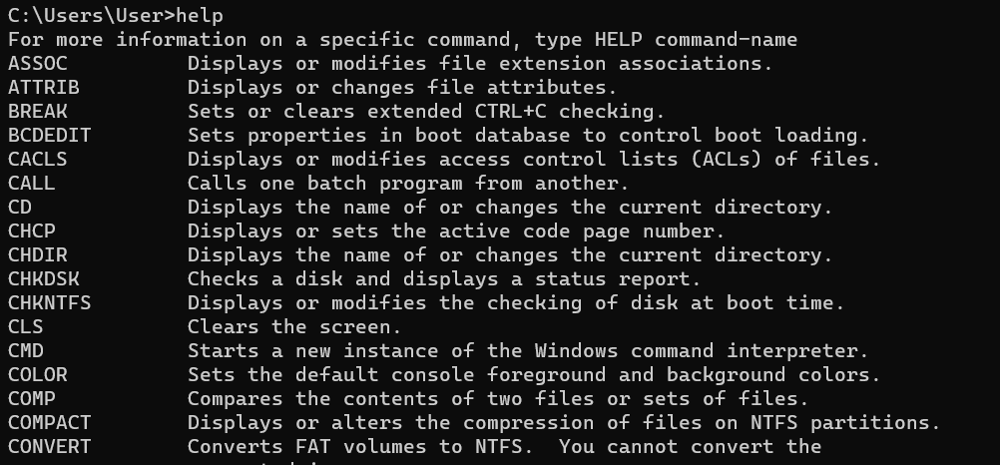 C:\Users\User>help
For more information on a specific command, type HELP command-name
ASSOC          Displays or modifies file extension associations.
ATTRIB         Displays or changes file attributes.
BREAK          Sets or clears extended CTRL+C checking.
BCDEDIT        Sets properties in boot database to control boot loading.
CACLS          Displays or modifies access control lists (ACLs) of files.
CALL           Calls one batch program from another.
CD             Displays the name of or changes the current directory.
CHCP           Displays or sets the active code page number.
CHDIR          Displays the name of or changes the current directory.
CHKDSK         Checks a disk and displays a status report.
CHKNTFS        Displays or modifies the checking of disk at boot time.
CLS            Clears the screen.
CMD            Starts a new instance of the Windows command interpreter.
COLOR          Sets the default console foreground and background colors.
COMP           Compares the contents of two files or sets of files.
COMPACT        Displays or alters the compression of files on NTFS partitions.
CONVERT        Converts FAT volumes to NTFS.  You cannot convert the